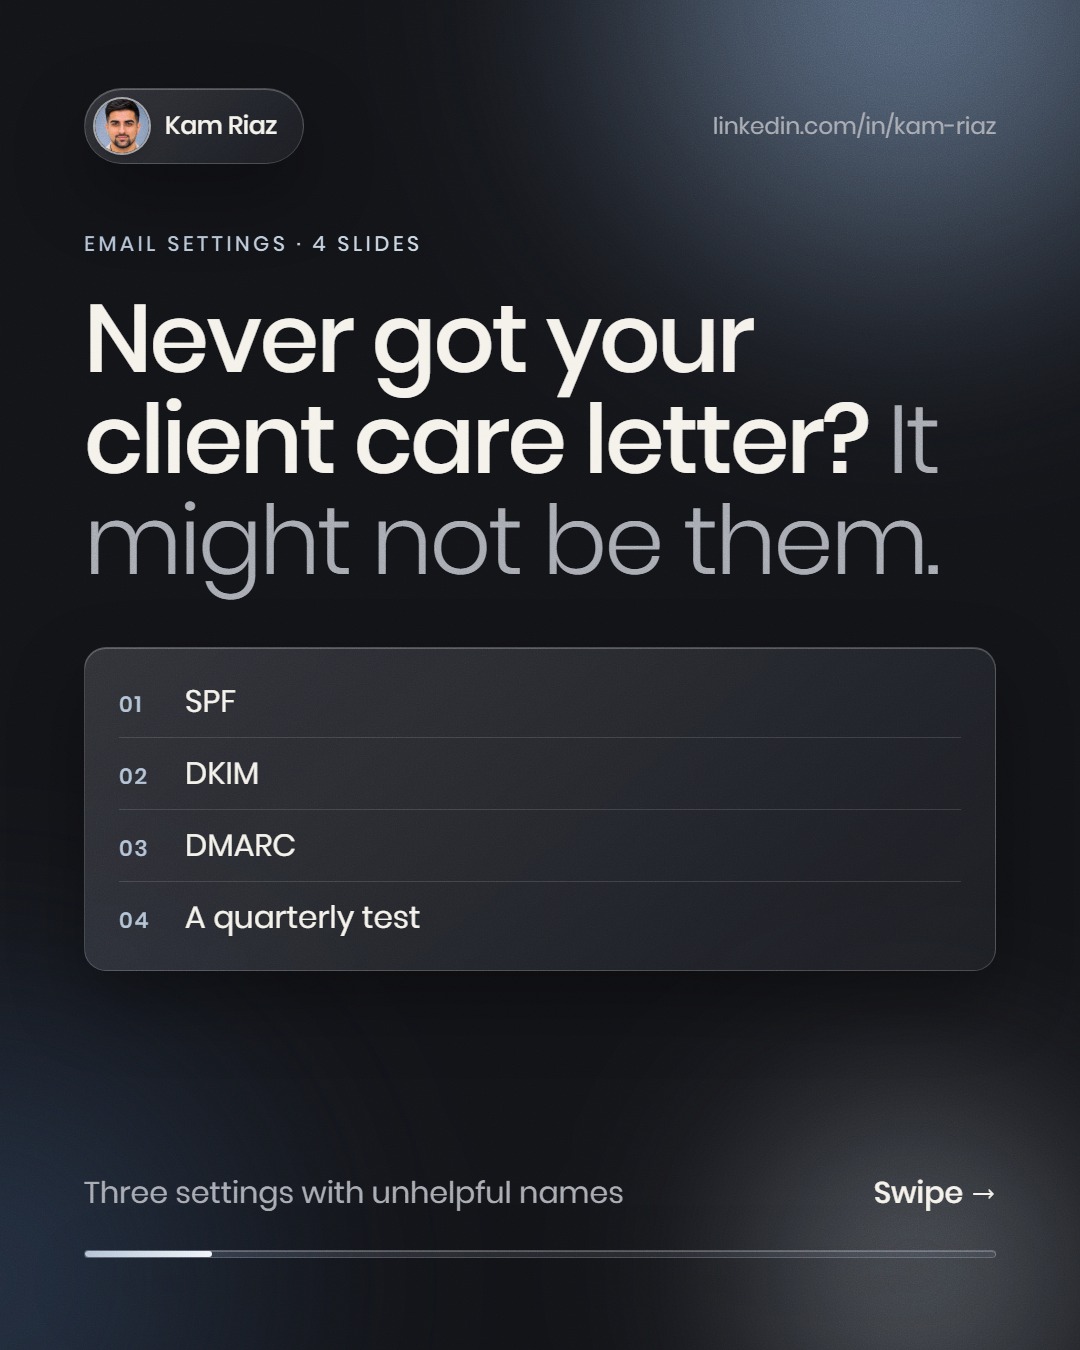 Kam Riaz
linkedin.com/in/kam-riaz
EMAIL SETTINGS · 4 SLIDES
Never got your
client care letter? It
might not be them.
01 SPF
02 DKIM
03 DMARC
04 A quarterly test
Three settings with unhelpful names
Swipe →